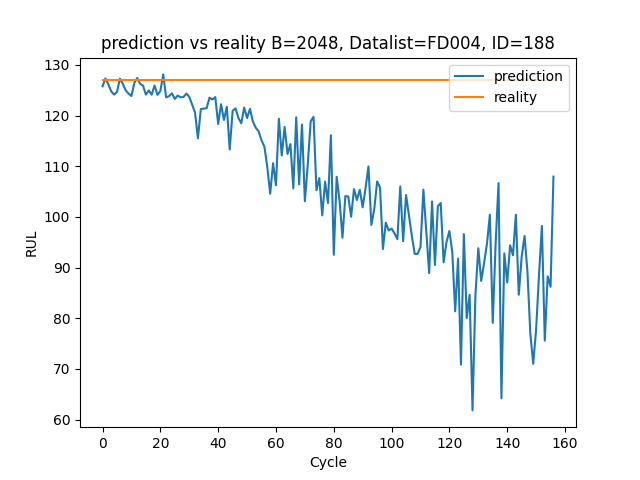 prediction vs reality B=2048, Datalist=FD004, ID=188
130
120
110
100
90
80
70
60
RUL
prediction
reality
0 20 40 60 80 100 120 140 160
Cycle